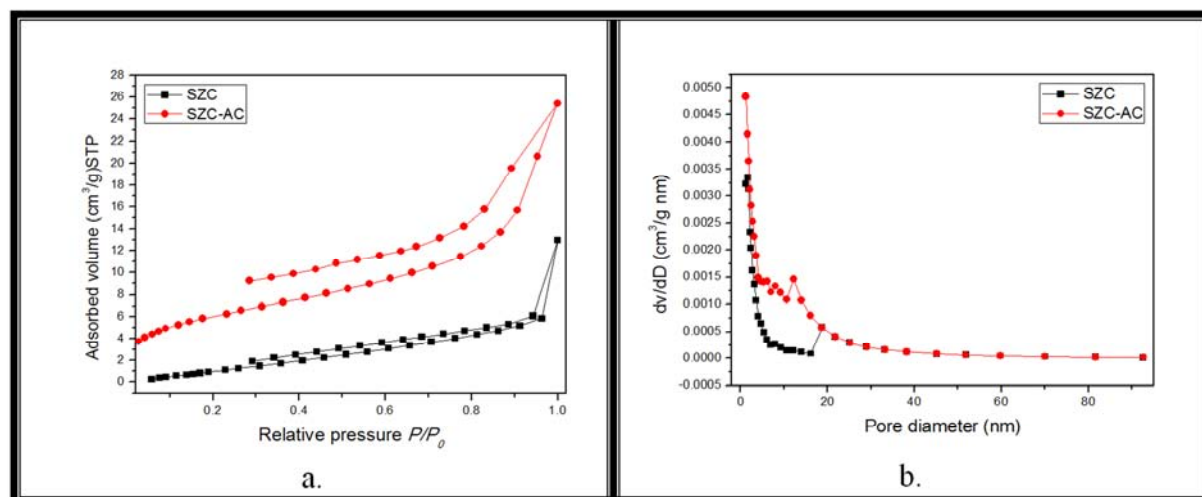 28
26
24
22
20
18
16
14
12
10
8
6
4
2
0
Adsorbed volume (cm³/g)STP
SZC
SZC-AC
0.2 0.4 0.6 0.8 1.0
Relative pressure P/P₀
a.
0.0050
0.0045
0.0040
0.0035
0.0030
0.0025
0.0020
0.0015
0.0010
0.0005
0.0000
-0.0005
dv/dD (cm³/g nm)
SZC
SZC-AC
0 20 40 60 80
Pore diameter (nm)
b.